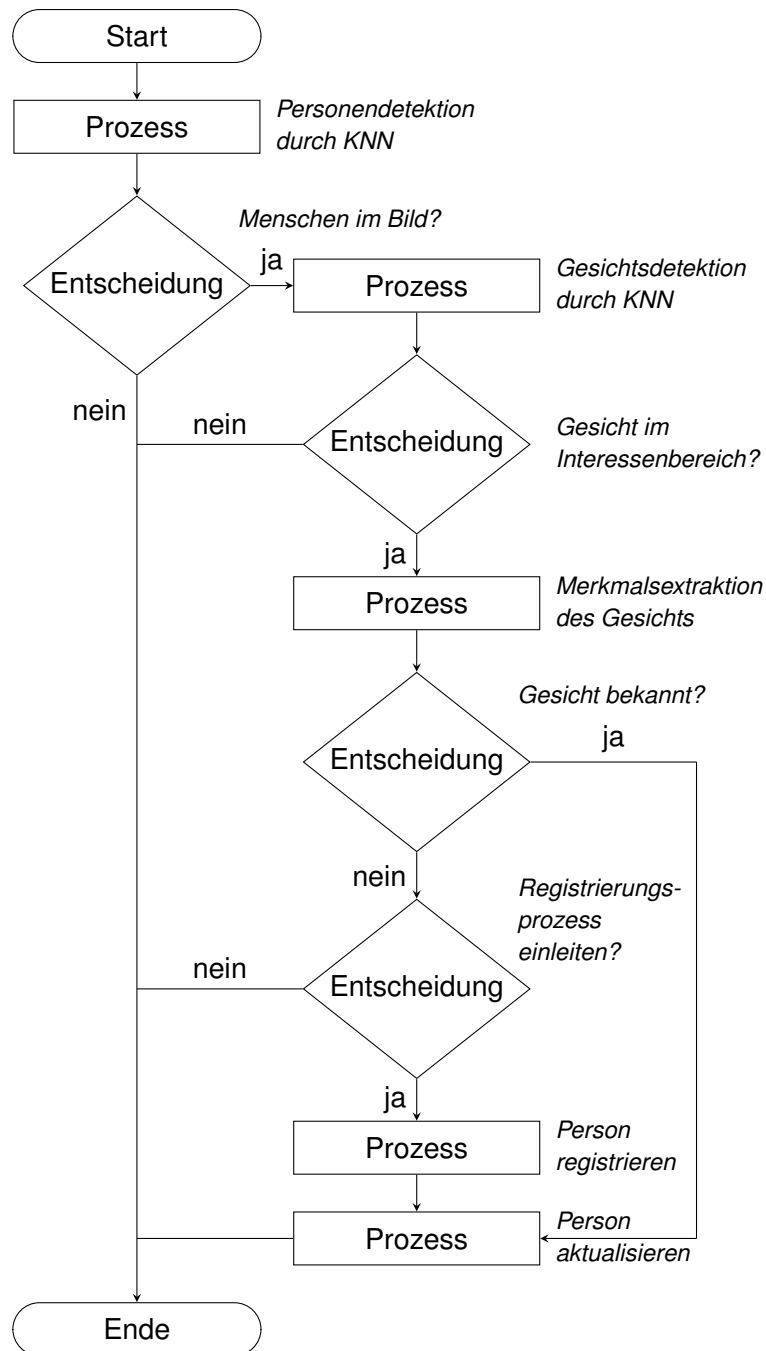 Start
Prozess
Personendetektion
durch KNN
Menschen im Bild?
Entscheidung
ja
Prozess
Gesichtsdetektion
durch KNN
nein
nein
Entscheidung
Gesicht im
Interessenbereich?
ja
Prozess
Merkmalsextraktion
des Gesichts
Gesicht bekannt?
ja
Entscheidung
nein
Registrierungs-
prozess
einleiten?
nein
Entscheidung
ja
Prozess
Person
registrieren
Prozess
Person
aktualisieren
Ende